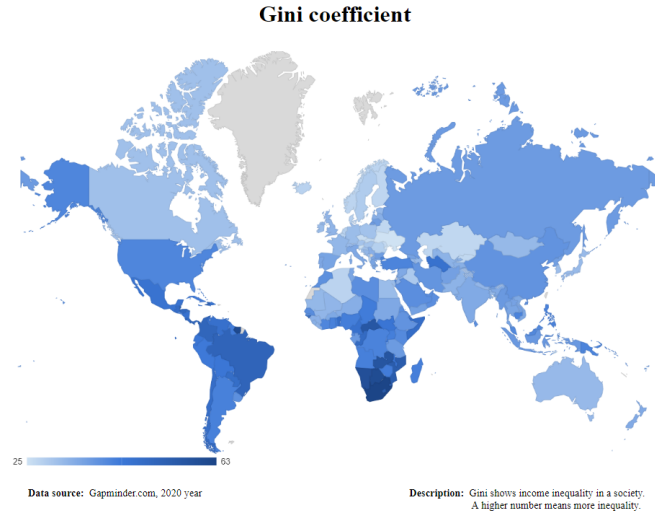 Gini coefficient
25 63
Data source: Gapminder.com, 2020 year
Description: Gini shows income inequality in a society.
A higher number means more inequality.